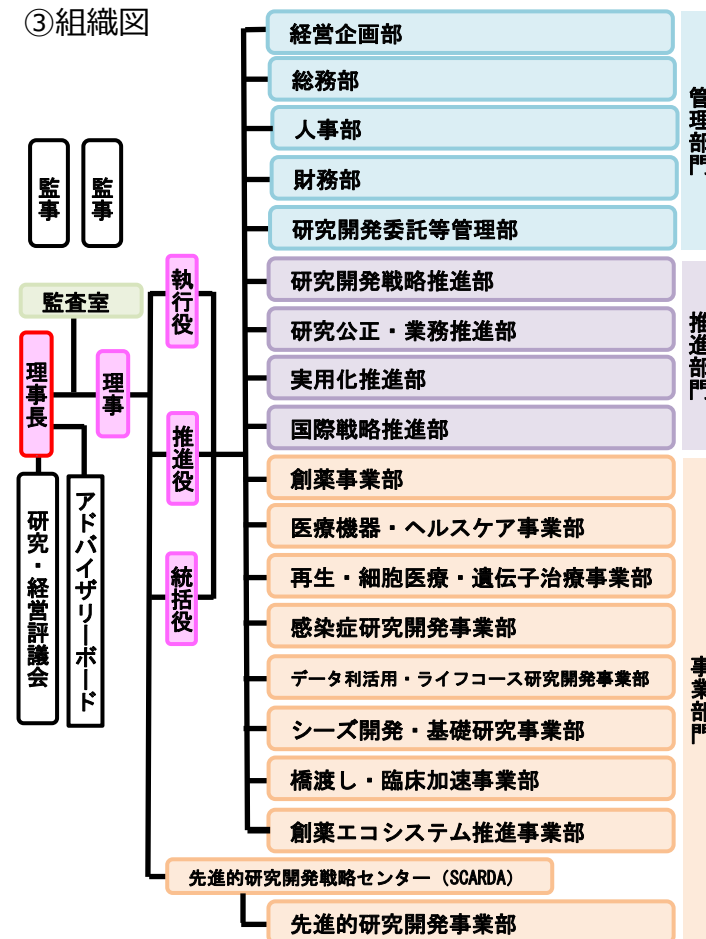 ③組織図
監事
監事
監査室
理事長
理事
研究・経営評議会
アドバイザリーボード
執行役
推進役
統括役
経営企画部
総務部
人事部
財務部
研究開発委託等管理部
管理部門
研究開発戦略推進部
研究公正・業務推進部
実用化推進部
国際戦略推進部
推進部門
創薬事業部
医療機器・ヘルスケア事業部
再生・細胞医療・遺伝子治療事業部
感染症研究開発事業部
データ利活用・ライフコース研究開発事業部
シーズ開発・基礎研究事業部
橋渡し・臨床加速事業部
創薬エコシステム推進事業部
先進的研究開発戦略センター（SCARDA）
先進的研究開発事業部
事業部門